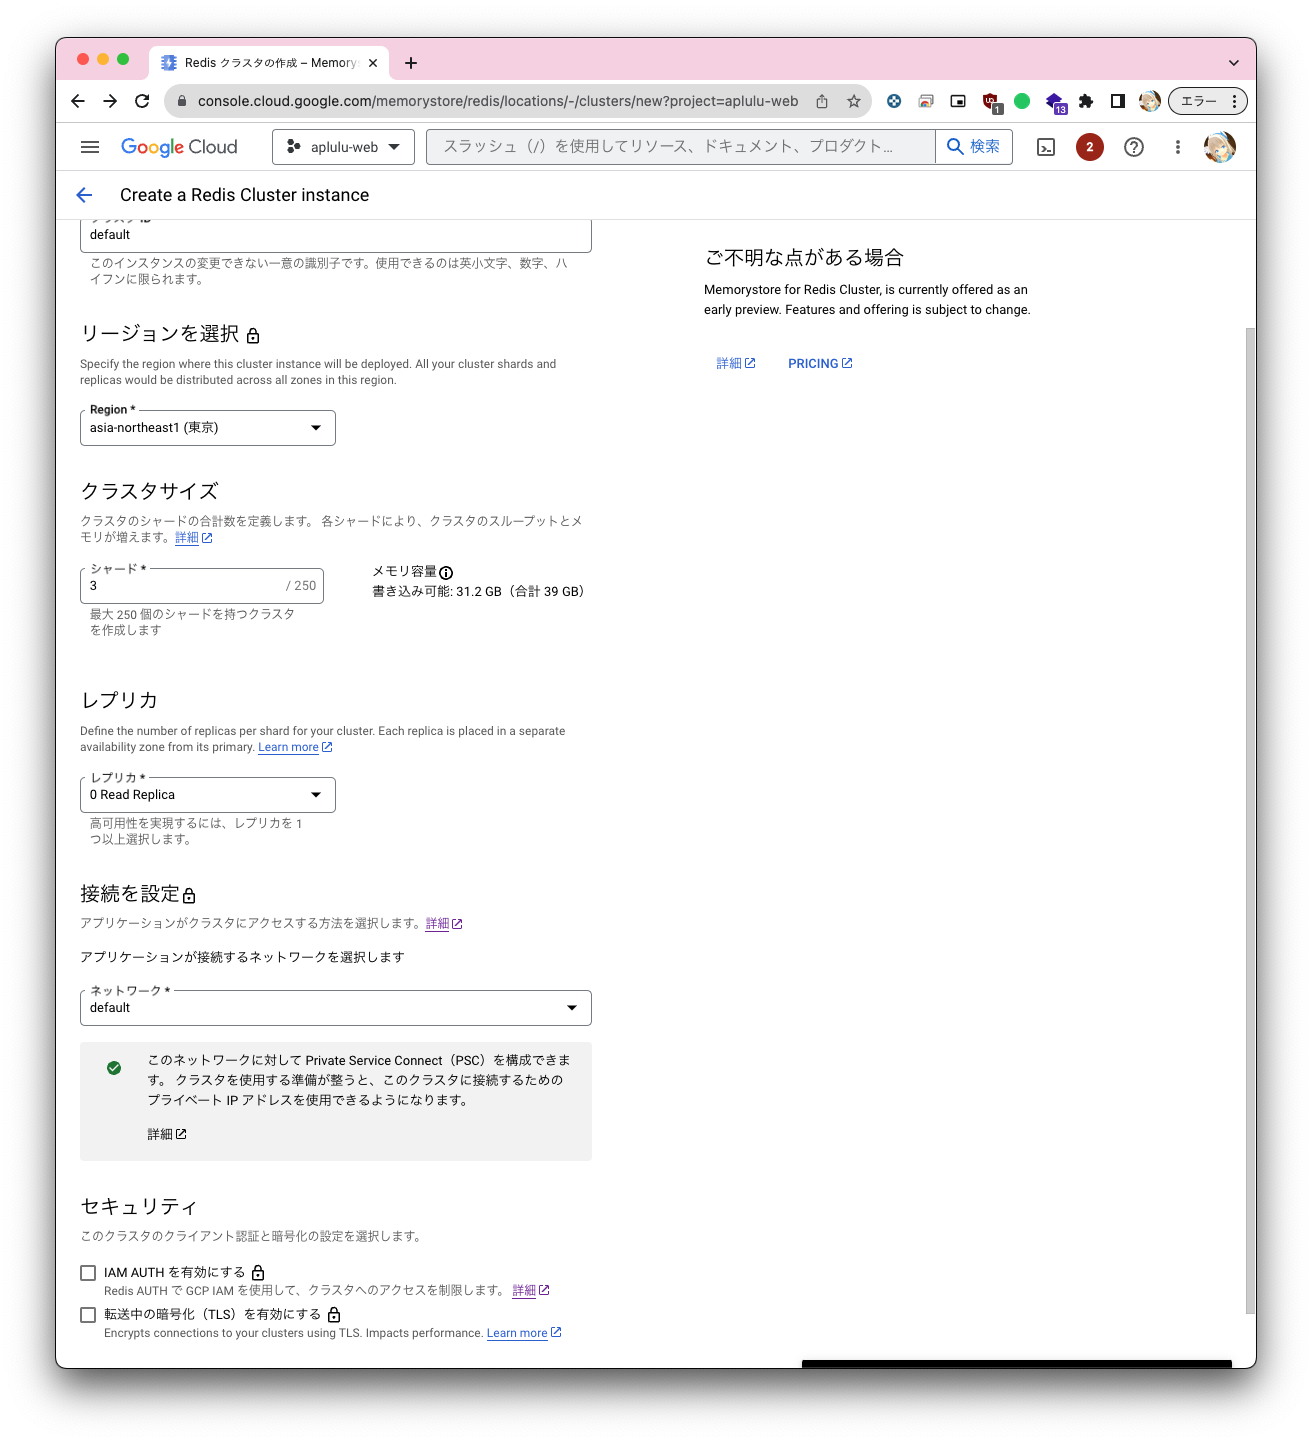 Redis クラスタの作成 – Memory
console.cloud.google.com/memorystore/redis/locations/-/clusters/new?project=aplulu-web
1
13
エラー
Google Cloud
aplulu-web
スラッシュ（/）を使用してリソース、ドキュメント、プロダクト...
検索
2
Create a Redis Cluster instance
クラスタ ID
default
このインスタンスの変更できない一意の識別子です。使用できるのは英小文字、数字、ハ
イフンに限られます。
リージョンを選択
Specify the region where this cluster instance will be deployed. All your cluster shards and
replicas would be distributed across all zones in this region.
Region *
asia-northeast1 (東京)
クラスタサイズ
クラスタのシャードの合計数を定義します。 各シャードにより、クラスタのスループットとメ
モリが増えます。詳細
シャード *
3 / 250
最大 250 個のシャードを持つクラスタ
を作成します
メモリ容量
書き込み可能: 31.2 GB（合計 39 GB）
レプリカ
Define the number of replicas per shard for your cluster. Each replica is placed in a separate
availability zone from its primary. Learn more
レプリカ *
0 Read Replica
高可用性を実現するには、レプリカを 1
つ以上選択します。
接続を設定
アプリケーションがクラスタにアクセスする方法を選択します。詳細
アプリケーションが接続するネットワークを選択します
ネットワーク *
default
このネットワークに対して Private Service Connect（PSC）を構成できま
す。 クラスタを使用する準備が整うと、このクラスタに接続するための
プライベート IP アドレスを使用できるようになります。
詳細
セキュリティ
このクラスタのクライアント認証と暗号化の設定を選択します。
IAM AUTH を有効にする
Redis AUTH で GCP IAM を使用して、クラスタへのアクセスを制限します。 詳細
転送中の暗号化（TLS）を有効にする
Encrypts connections to your clusters using TLS. Impacts performance. Learn more
ご不明な点がある場合
Memorystore for Redis Cluster, is currently offered as an
early preview. Features and offering is subject to change.
詳細
PRICING